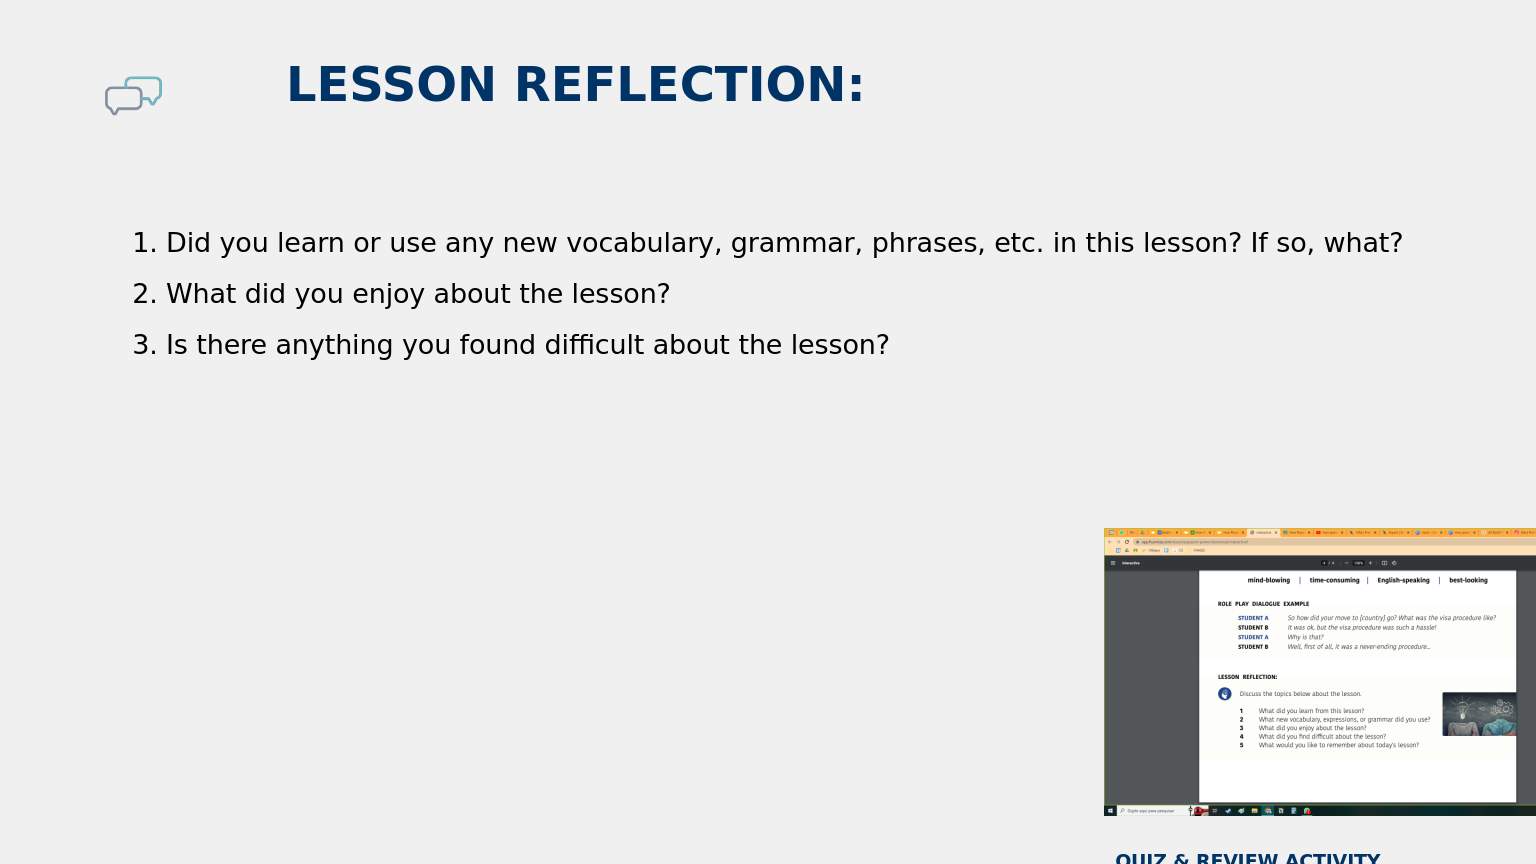 LESSON REFLECTION:
1. Did you learn or use any new vocabulary, grammar, phrases, etc. in this lesson? If so, what?
2. What did you enjoy about the lesson?
3. Is there anything you found difficult about the lesson?
Interactive
mind-blowing | time-consuming | English-speaking | best-looking
ROLE PLAY DIALOGUE EXAMPLE
STUDENT A So how did your move to [country] go? What was the visa procedure like?
STUDENT B It was ok, but the visa procedure was such a hassle!
STUDENT A Why is that?
STUDENT B Well, first of all, it was a never-ending procedure...
LESSON REFLECTION:
Discuss the topics below about the lesson.
1 What did you learn from this lesson?
2 What new vocabulary, expressions, or grammar did you use?
3 What did you enjoy about the lesson?
4 What did you find difficult about the lesson?
5 What would you like to remember about today's lesson?
Digite aqui para pesquisar
QUIZ & REVIEW ACTIVITY